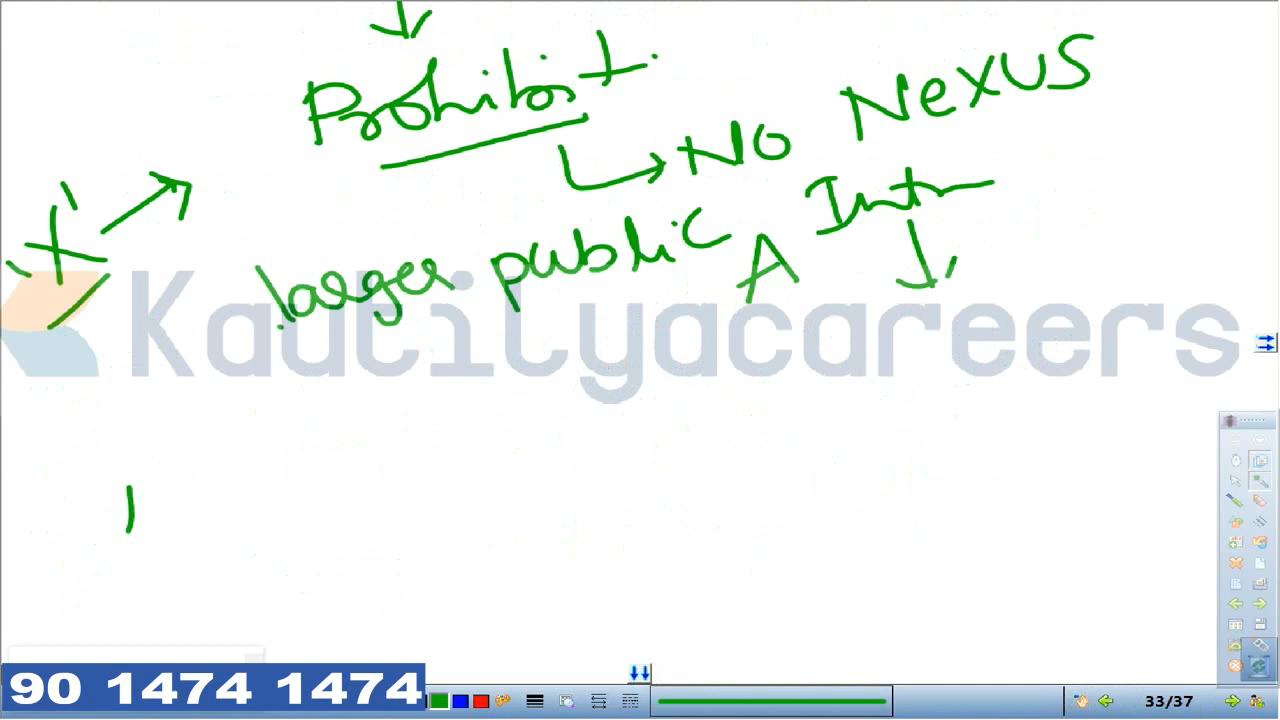 Prohibit.
NO Nexus
'X'
larger public Int
A
Kautilyacareers
90 1474 1474
33/37